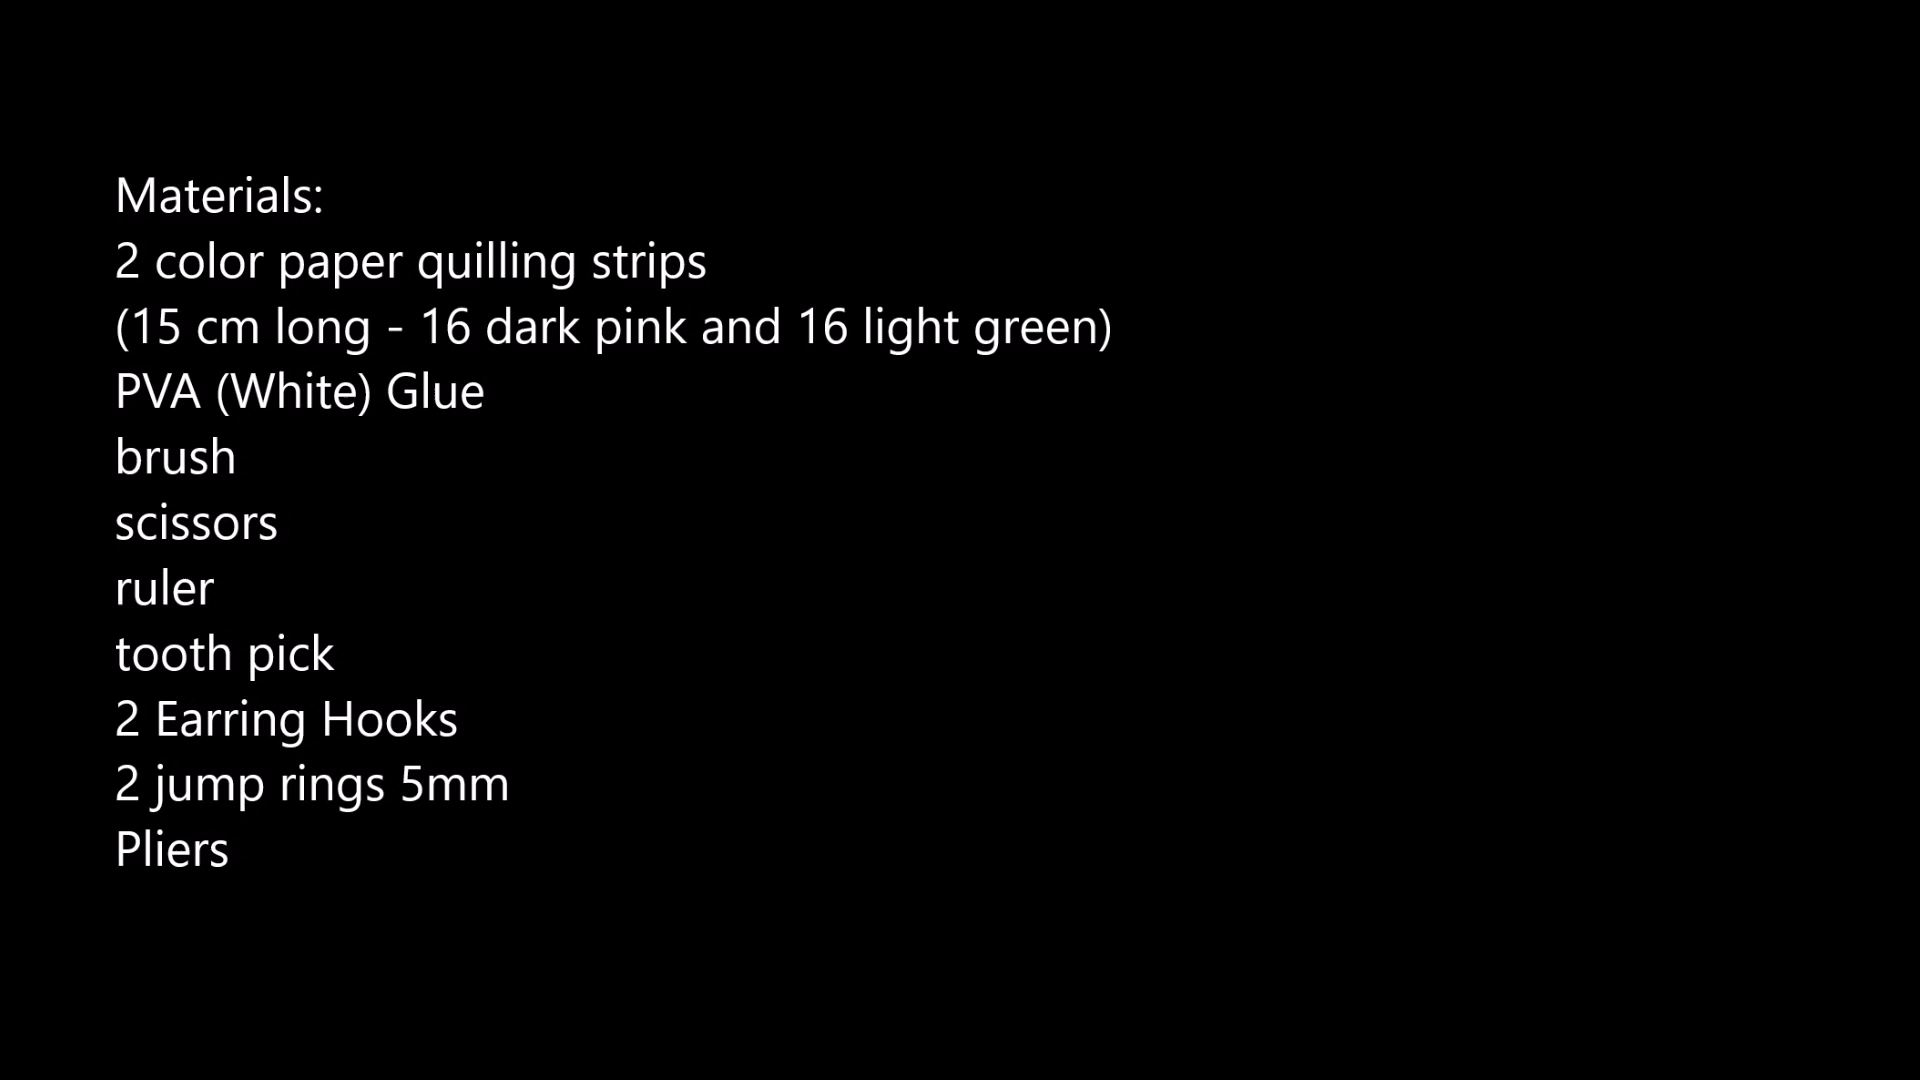 Materials:
2 color paper quilling strips
(15 cm long - 16 dark pink and 16 light green)
PVA (White) Glue
brush
scissors
ruler
tooth pick
2 Earring Hooks
2 jump rings 5mm
Pliers